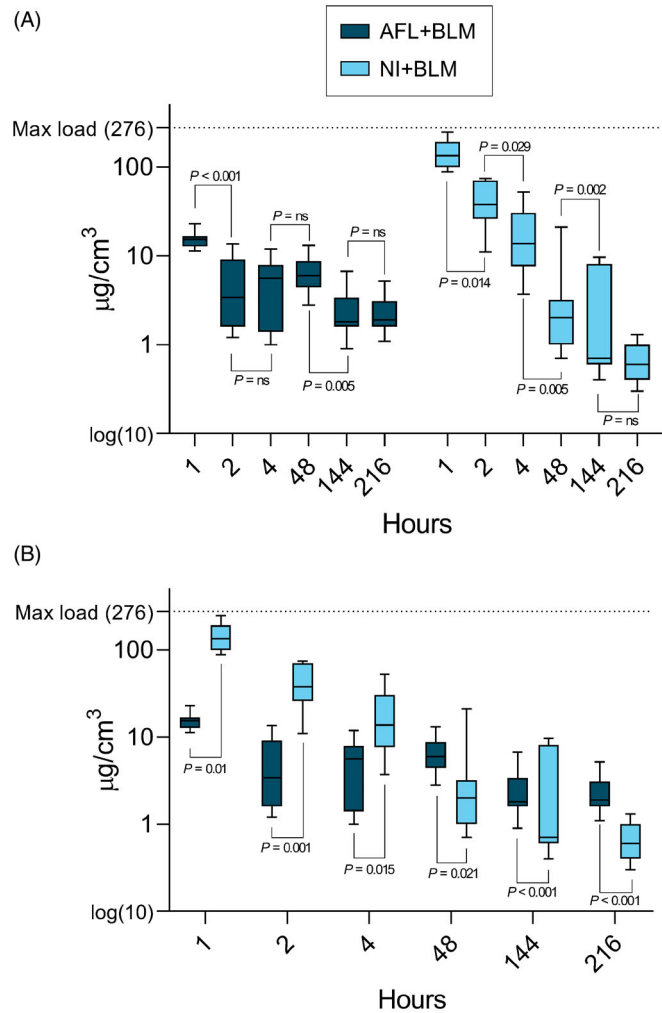 (A)
AFL+BLM
NI+BLM
Max load (276)
100
10
1
log(10)
µg/cm³
P < 0.001
P = ns
P = ns
P = 0.005
P = ns
P = 0.014
P = 0.029
P = 0.005
P = 0.002
P = ns
1 2 4 48 144 216 1 2 4 48 144 216
Hours
(B)
Max load (276)
100
10
1
log(10)
µg/cm³
P = 0.01
P = 0.001
P = 0.015
P = 0.021
P < 0.001
P < 0.001
1 2 4 48 144 216
Hours